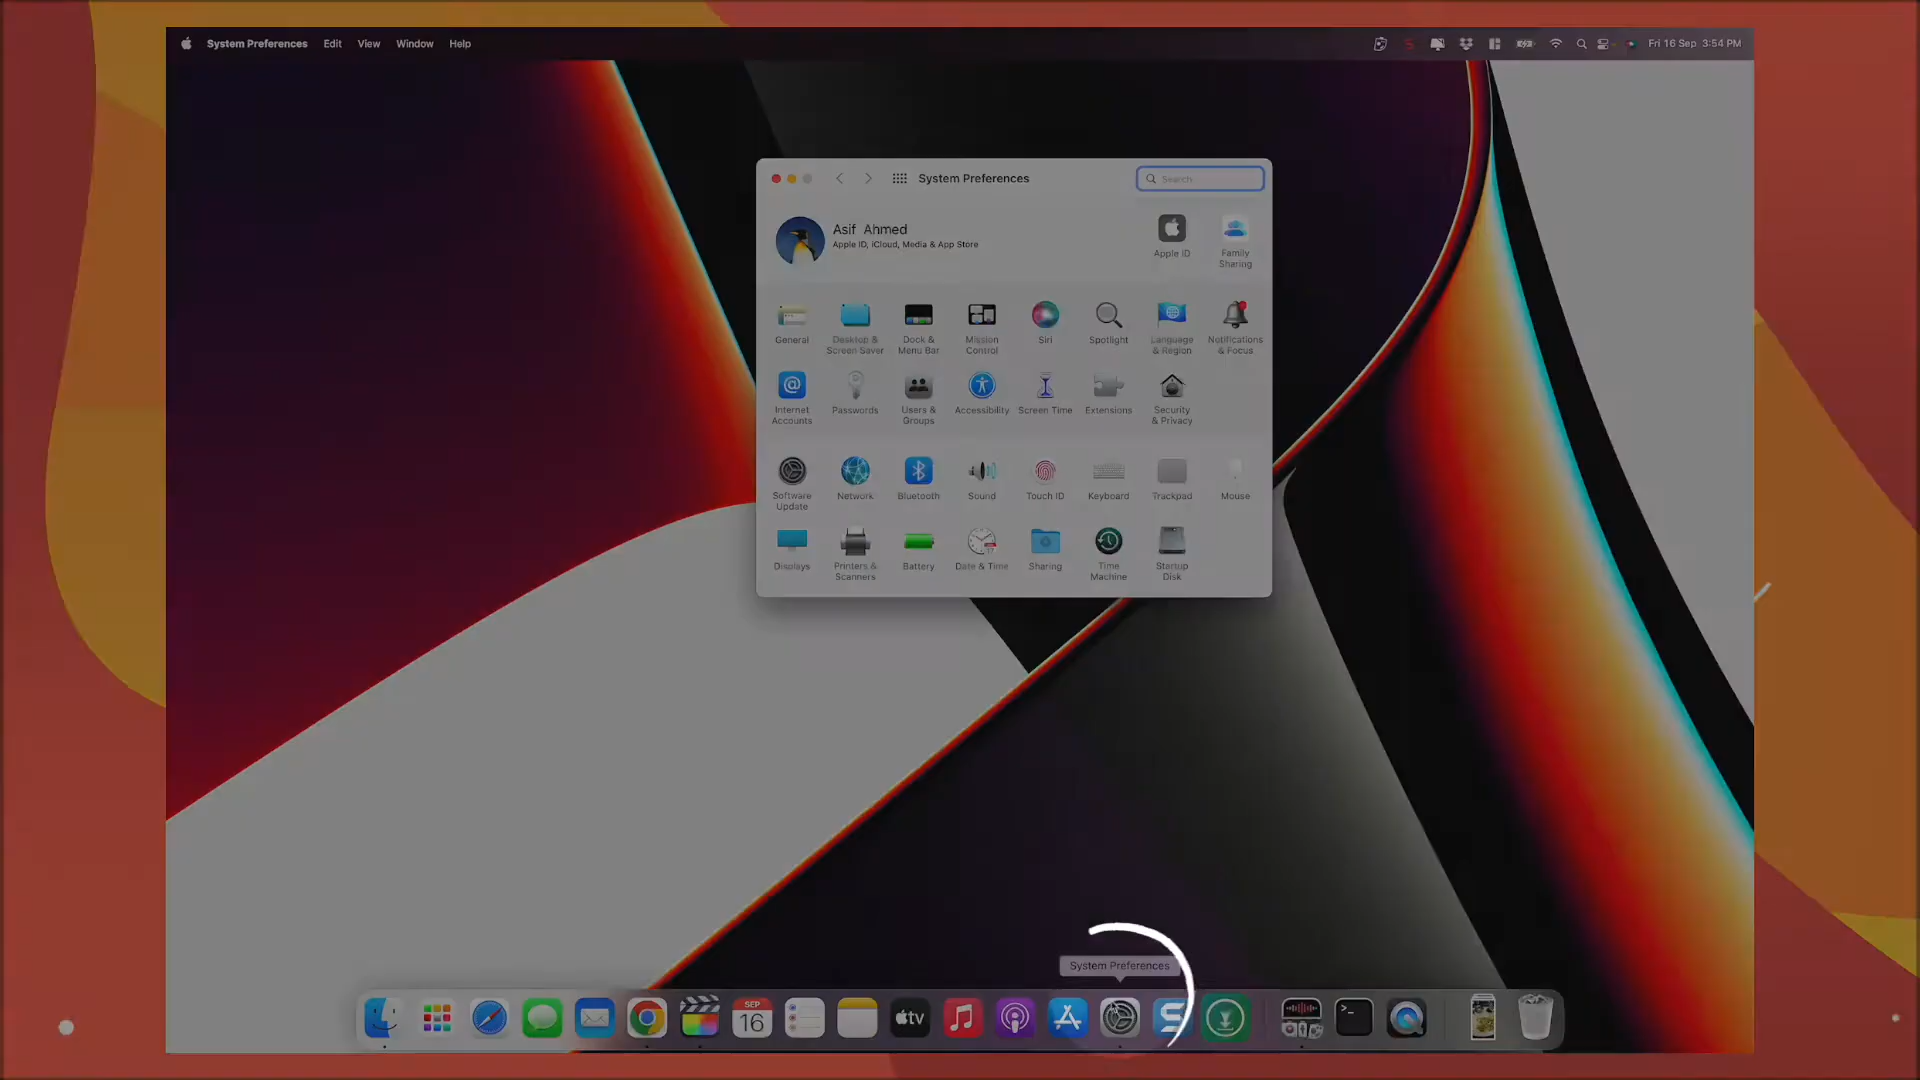 System Preferences Edit View Window Help Fri 16 Sep 3:54 PM
System Preferences Search
Asif Ahmed
Apple ID, iCloud, Media & App Store
Apple ID Family
Sharing
General Desktop & Dock & Mission Siri Spotlight Language Notifications
Screen Saver Menu Bar Control & Region & Focus
Internet Passwords Users & Accessibility Screen Time Extensions Security
Accounts Groups & Privacy
Software Network Bluetooth Sound Touch ID Keyboard Trackpad Mouse
Update
Displays Printers & Battery Date & Time Sharing Time Startup
Scanners Machine Disk
System Preferences
SEP
16
tv